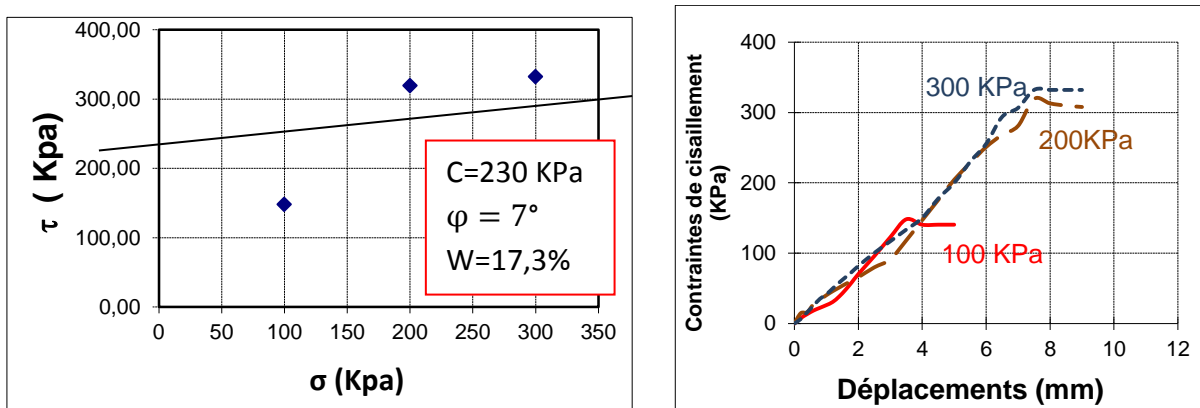 400,00
300,00
200,00
100,00
0,00
τ ( Kpa)
0 50 100 150 200 250 300 350
σ (Kpa)
C=230 KPa
φ = 7°
W=17,3%
Contraintes de cisaillement
(KPa)
400
300
200
100
0
300 KPa
200KPa
100 KPa
0 2 4 6 8 10 12
Déplacements (mm)